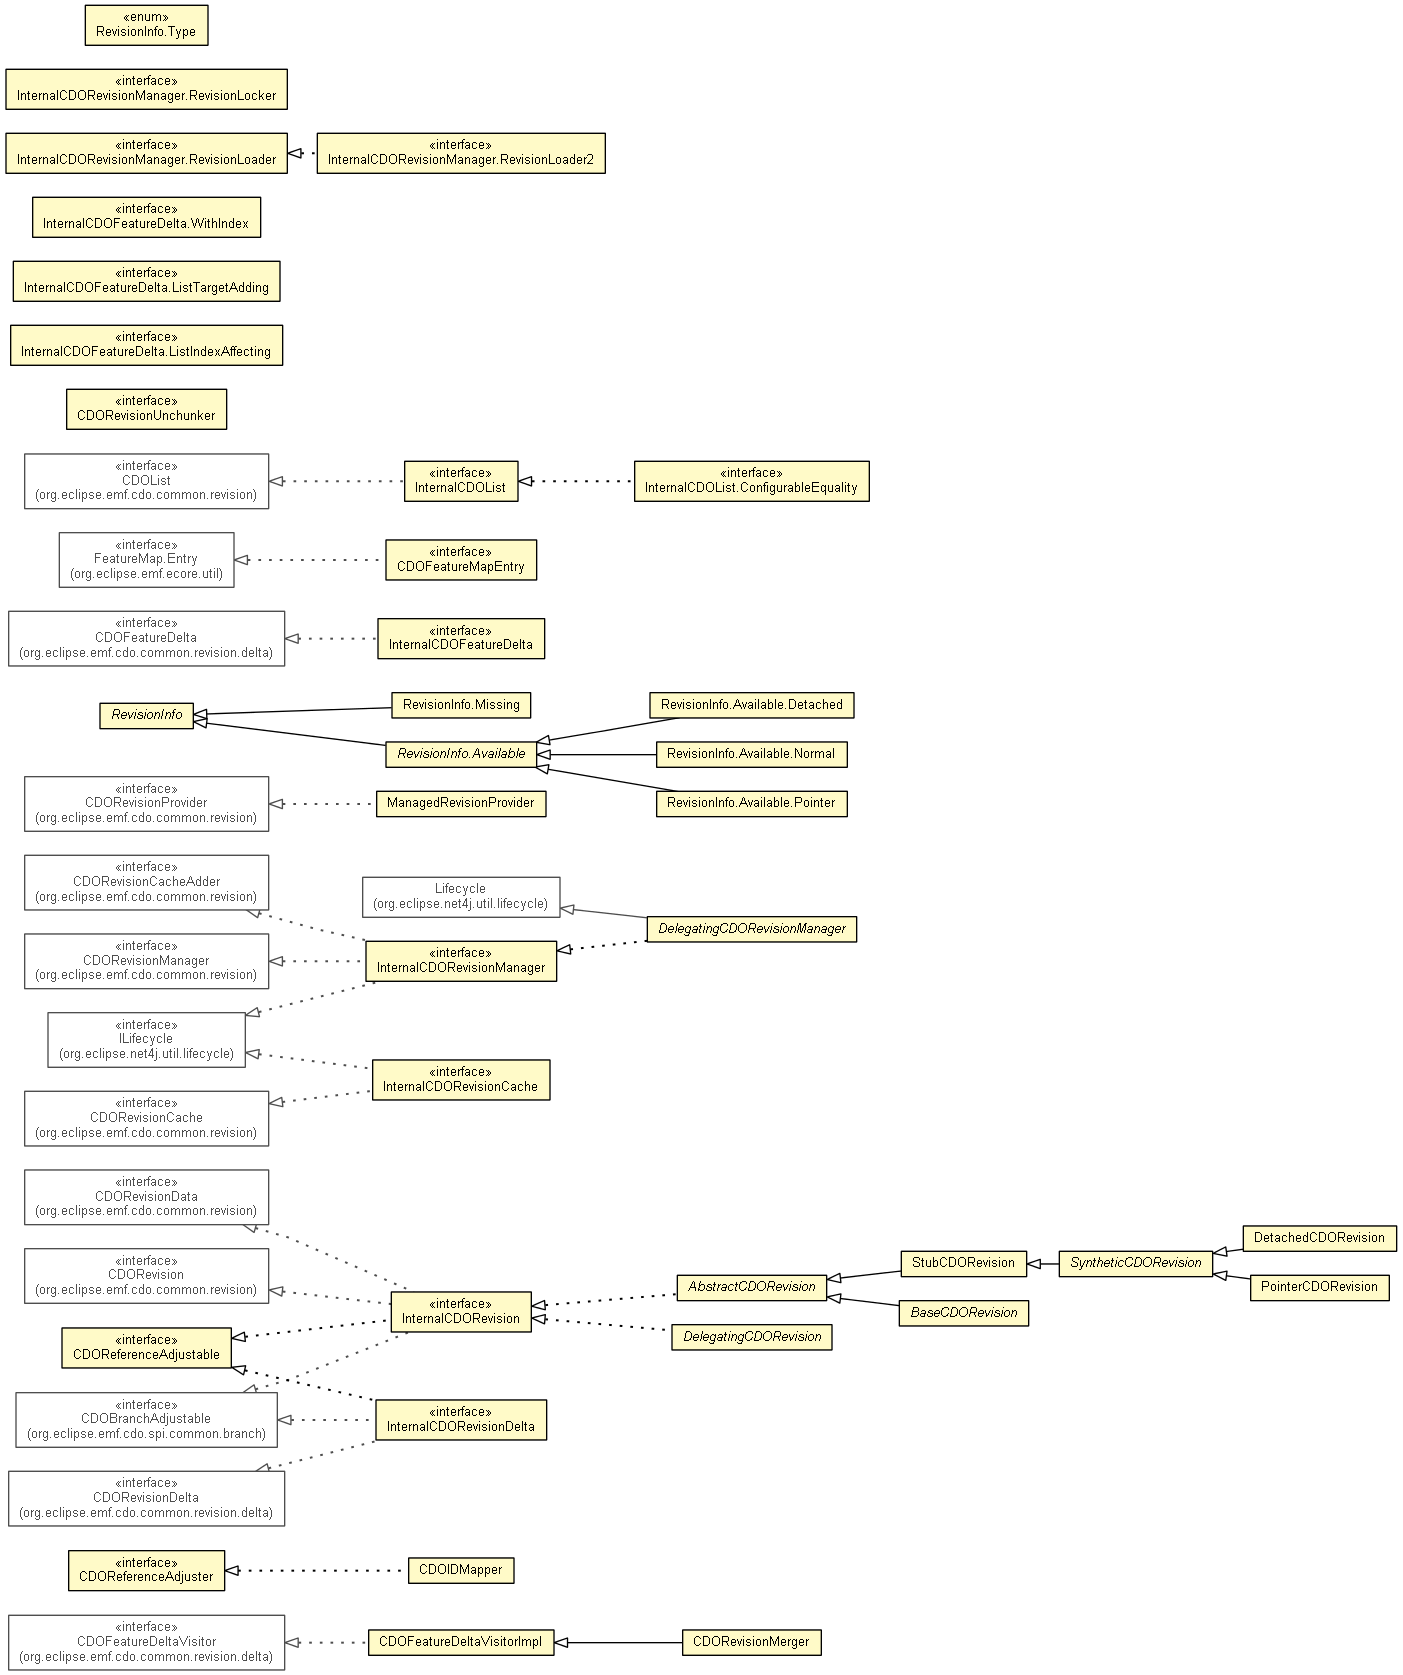 «enum»
RevisionInfo.Type
«interface»
InternalCDORevisionManager.RevisionLocker
«interface»
InternalCDORevisionManager.RevisionLoader
«interface»
InternalCDORevisionManager.RevisionLoader2
«interface»
InternalCDOFeatureDelta.WithIndex
«interface»
InternalCDOFeatureDelta.ListTargetAdding
«interface»
InternalCDOFeatureDelta.ListIndexAffecting
«interface»
CDORevisionUnchunker
«interface»
CDOList
(org.eclipse.emf.cdo.common.revision)
«interface»
InternalCDOList
«interface»
InternalCDOList.ConfigurableEquality
«interface»
FeatureMap.Entry
(org.eclipse.emf.ecore.util)
«interface»
CDOFeatureMapEntry
«interface»
CDOFeatureDelta
(org.eclipse.emf.cdo.common.revision.delta)
«interface»
InternalCDOFeatureDelta
RevisionInfo
RevisionInfo.Missing
RevisionInfo.Available
RevisionInfo.Available.Detached
RevisionInfo.Available.Normal
RevisionInfo.Available.Pointer
«interface»
CDORevisionProvider
(org.eclipse.emf.cdo.common.revision)
ManagedRevisionProvider
«interface»
CDORevisionCacheAdder
(org.eclipse.emf.cdo.common.revision)
Lifecycle
(org.eclipse.net4j.util.lifecycle)
DelegatingCDORevisionManager
«interface»
CDORevisionManager
(org.eclipse.emf.cdo.common.revision)
«interface»
InternalCDORevisionManager
«interface»
ILifecycle
(org.eclipse.net4j.util.lifecycle)
«interface»
InternalCDORevisionCache
«interface»
CDORevisionCache
(org.eclipse.emf.cdo.common.revision)
«interface»
CDORevisionData
(org.eclipse.emf.cdo.common.revision)
«interface»
CDORevision
(org.eclipse.emf.cdo.common.revision)
«interface»
InternalCDORevision
AbstractCDORevision
DelegatingCDORevision
StubCDORevision
BaseCDORevision
SyntheticCDORevision
DetachedCDORevision
PointerCDORevision
«interface»
CDOReferenceAdjustable
«interface»
CDOBranchAdjustable
(org.eclipse.emf.cdo.spi.common.branch)
«interface»
InternalCDORevisionDelta
«interface»
CDORevisionDelta
(org.eclipse.emf.cdo.common.revision.delta)
«interface»
CDOReferenceAdjuster
CDOIDMapper
«interface»
CDOFeatureDeltaVisitor
(org.eclipse.emf.cdo.common.revision.delta)
CDOFeatureDeltaVisitorImpl
CDORevisionMerger